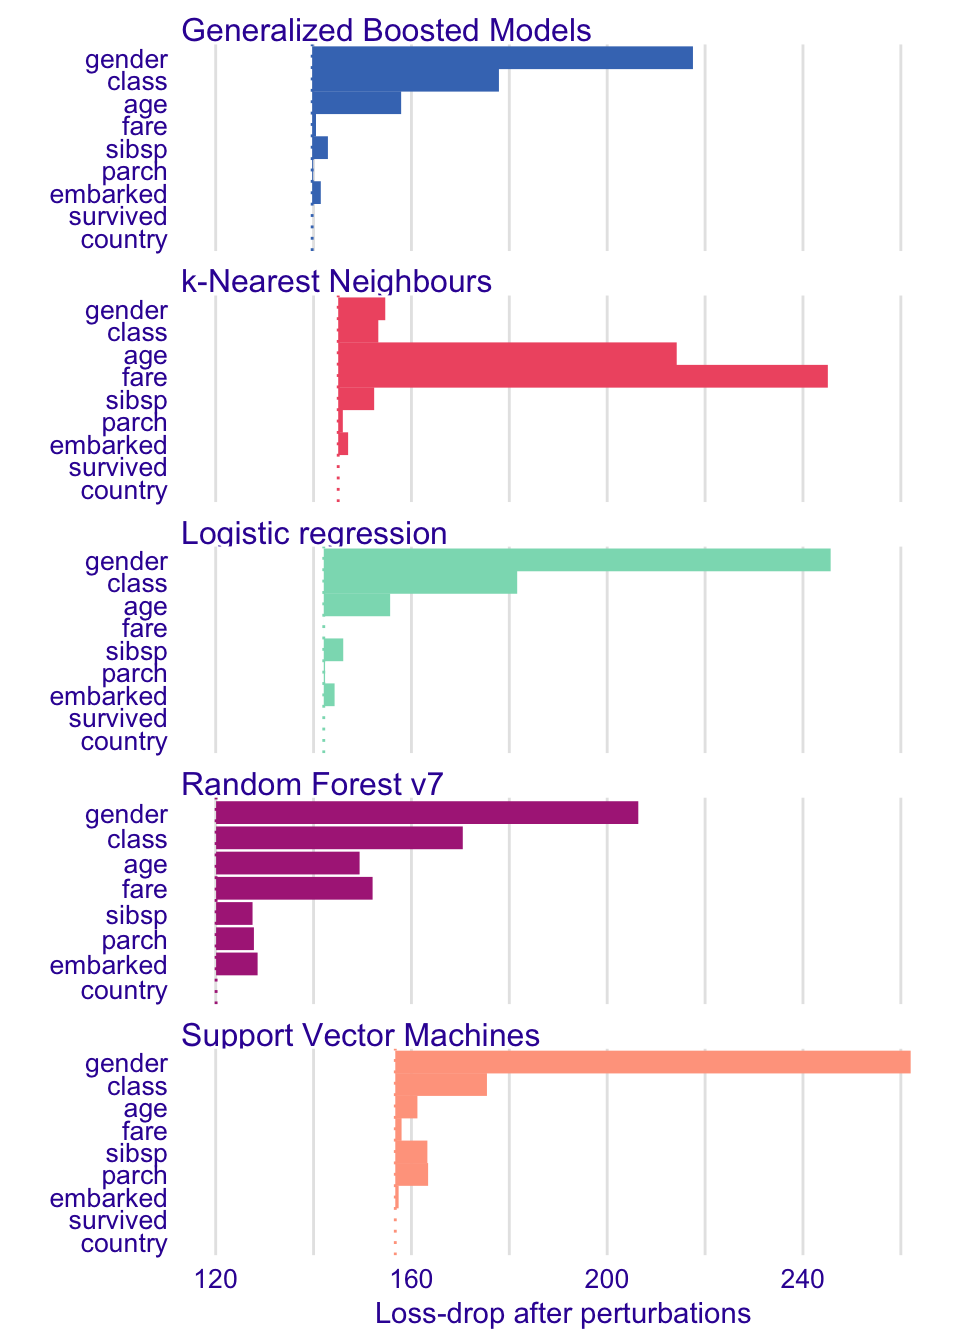 Generalized Boosted Models
gender
class
age
fare
sibsp
parch
embarked
survived
country
k-Nearest Neighbours
gender
class
age
fare
sibsp
parch
embarked
survived
country
Logistic regression
gender
class
age
fare
sibsp
parch
embarked
survived
country
Random Forest v7
gender
class
age
fare
sibsp
parch
embarked
country
Support Vector Machines
gender
class
age
fare
sibsp
parch
embarked
survived
country
120 160 200 240
Loss-drop after perturbations